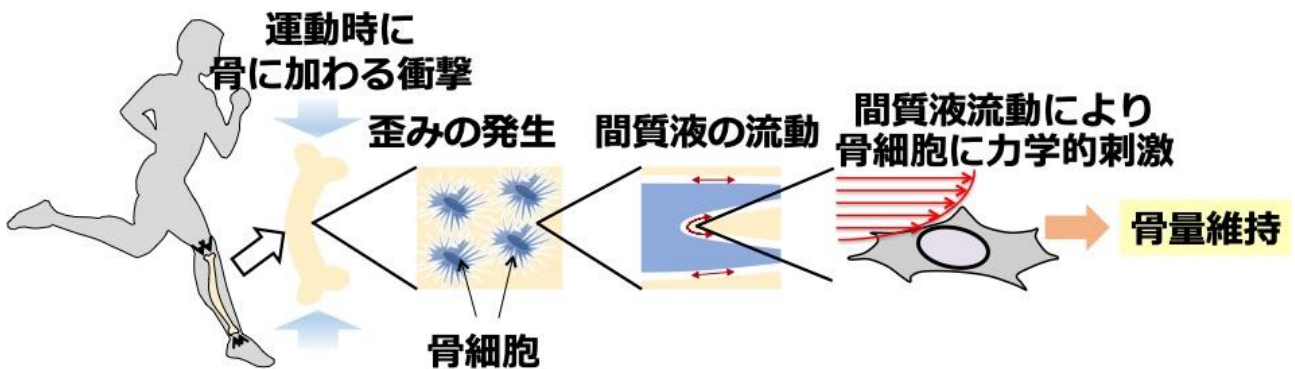 運動時に
骨に加わる衝撃
歪みの発生
間質液の流動
間質液流動により
骨細胞に力学的刺激
骨量維持
骨細胞